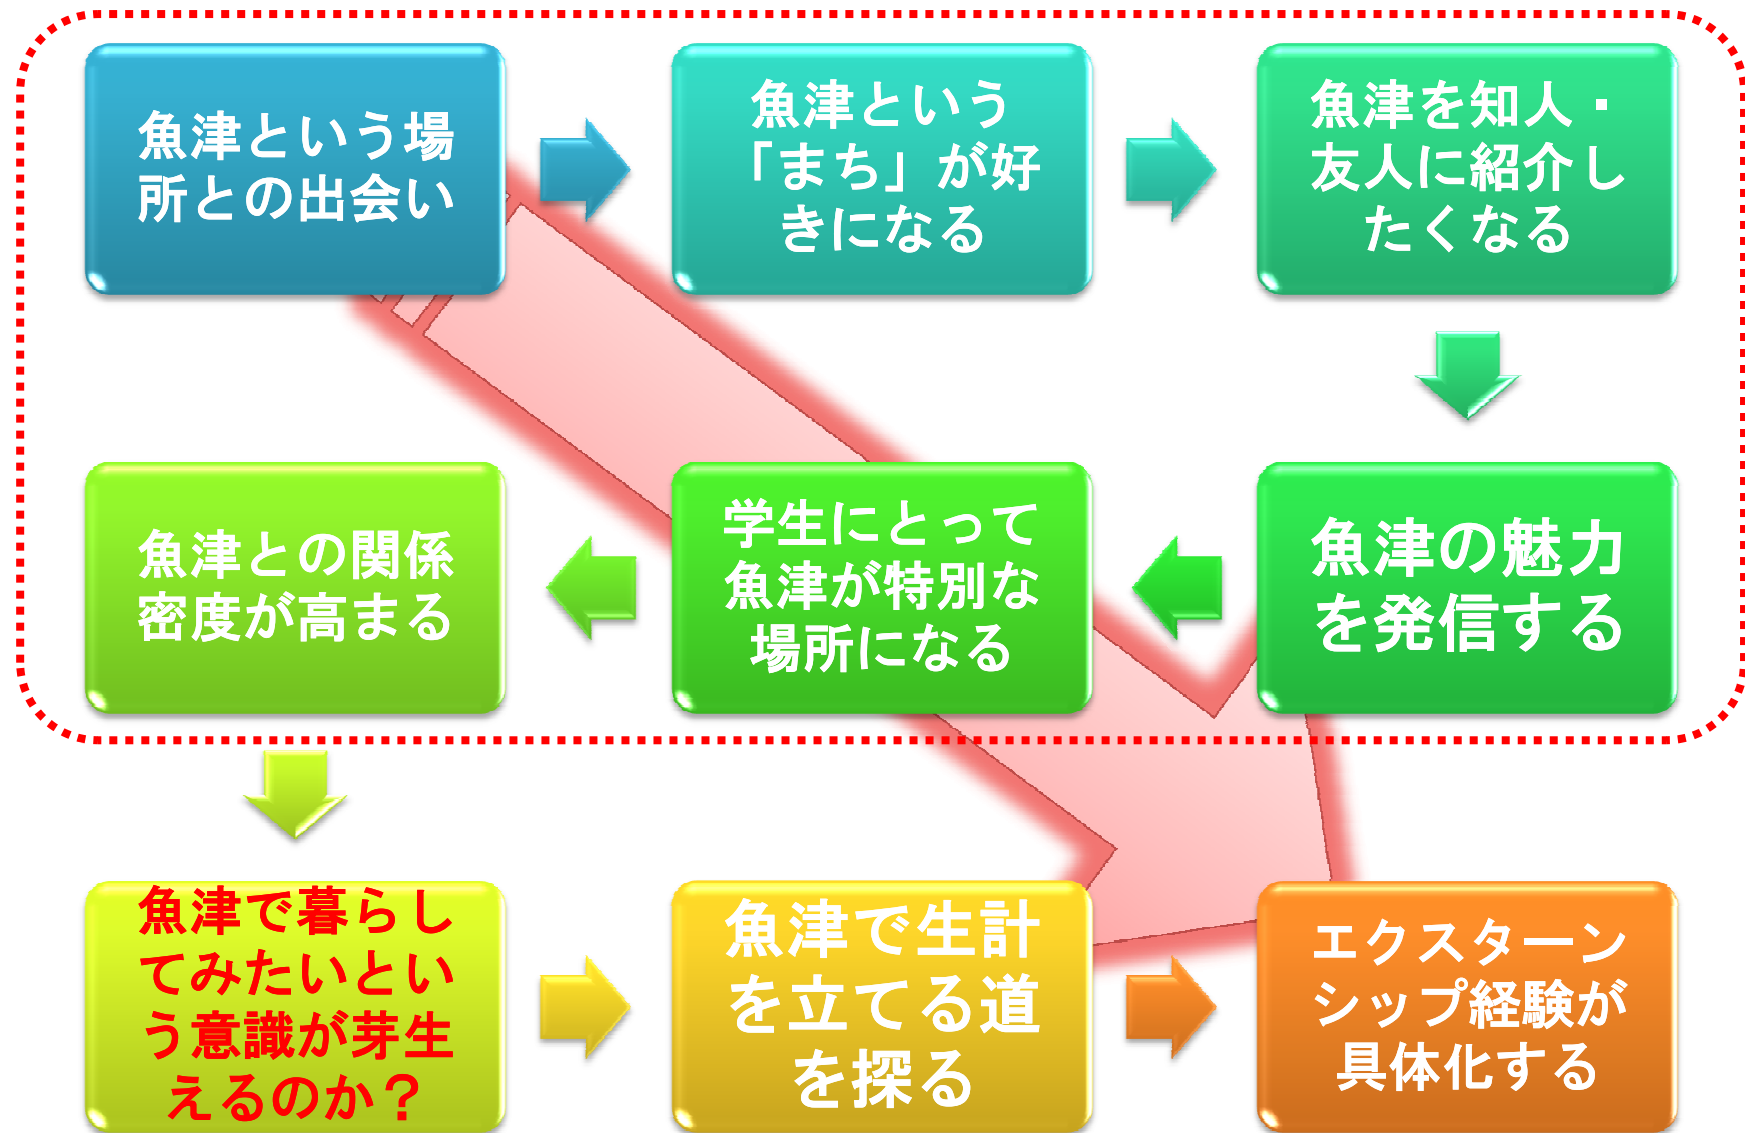 魚津という場
所との出会い
魚津という
「まち」が好
きになる
魚津を知人・
友人に紹介し
たくなる
魚津の魅力
を発信する
学生にとって
魚津が特別な
場所になる
魚津との関係
密度が高まる
魚津で暮らし
てみたいとい
う意識が芽生
えるのか？
魚津で生計
を立てる道
を探る
エクスターン
シップ経験が
具体化する